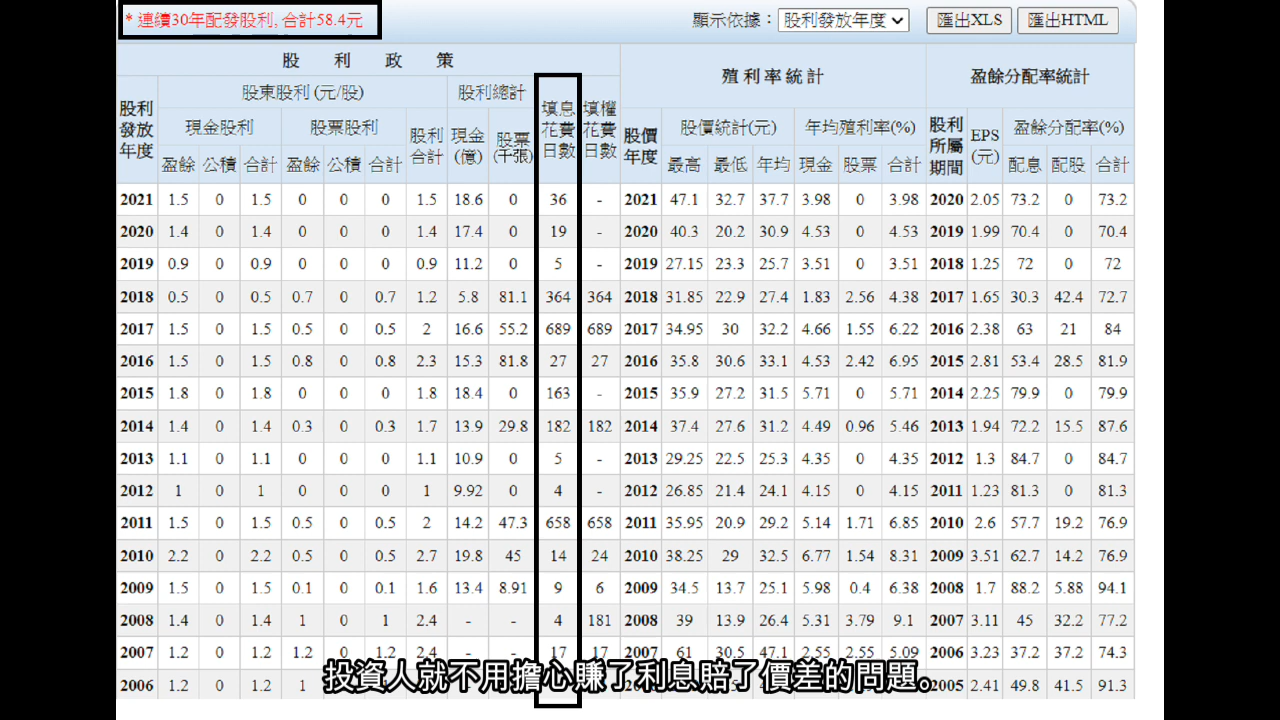 * 連續30年配發股利, 合計58.4元
顯示依據：股利發放年度 匯出XLS 匯出HTML
股利政策 殖利率統計 盈餘分配率統計
股利發放年度 股東股利 (元/股) 股利總計 填息花費日數 填權花費日數 股價年度 股價統計(元) 年均殖利率(%) 股利所屬期間 EPS(元) 盈餘分配率(%)
現金股利 股票股利 股利合計 現金(億) 股票(千張)
盈餘 公積 合計 盈餘 公積 合計 最高 最低 年均 現金 股票 合計 配息 配股 合計
2021 1.5 0 1.5 0 0 0 1.5 18.6 0 36 - 2021 47.1 32.7 37.7 3.98 0 3.98 2020 2.05 73.2 0 73.2
2020 1.4 0 1.4 0 0 0 1.4 17.4 0 19 - 2020 40.3 20.2 30.9 4.53 0 4.53 2019 1.99 70.4 0 70.4
2019 0.9 0 0.9 0 0 0 0.9 11.2 0 5 - 2019 27.15 23.3 25.7 3.51 0 3.51 2018 1.25 72 0 72
2018 0.5 0 0.5 0.7 0 0.7 1.2 5.8 81.1 364 364 2018 31.85 22.9 27.4 1.83 2.56 4.38 2017 1.65 30.3 42.4 72.7
2017 1.5 0 1.5 0.5 0 0.5 2 16.6 55.2 689 689 2017 34.95 30 32.2 4.66 1.55 6.22 2016 2.38 63 21 84
2016 1.5 0 1.5 0.8 0 0.8 2.3 15.3 81.8 27 27 2016 35.8 30.6 33.1 4.53 2.42 6.95 2015 2.81 53.4 28.5 81.9
2015 1.8 0 1.8 0 0 0 1.8 18.4 0 163 - 2015 35.9 27.2 31.5 5.71 0 5.71 2014 2.25 79.9 0 79.9
2014 1.4 0 1.4 0.3 0 0.3 1.7 13.9 29.8 182 182 2014 37.4 27.6 31.2 4.49 0.96 5.46 2013 1.94 72.2 15.5 87.6
2013 1.1 0 1.1 0 0 0 1.1 10.9 0 5 - 2013 29.25 22.5 25.3 4.35 0 4.35 2012 1.3 84.7 0 84.7
2012 1 0 1 0 0 0 1 9.92 0 4 - 2012 26.85 21.4 24.1 4.15 0 4.15 2011 1.23 81.3 0 81.3
2011 1.5 0 1.5 0.5 0 0.5 2 14.2 47.3 658 658 2011 35.95 20.9 29.2 5.14 1.71 6.85 2010 2.6 57.7 19.2 76.9
2010 2.2 0 2.2 0.5 0 0.5 2.7 19.8 45 14 24 2010 38.25 29 32.5 6.77 1.54 8.31 2009 3.51 62.7 14.2 76.9
2009 1.5 0 1.5 0.1 0 0.1 1.6 13.4 8.91 9 6 2009 34.5 13.7 25.1 5.98 0.4 6.38 2008 1.7 88.2 5.88 94.1
2008 1.4 0 1.4 1 0 1 2.4 - - 4 181 2008 39 13.9 26.4 5.31 3.79 9.1 2007 3.11 45 32.2 77.2
2007 1.2 0 1.2 1.2 0 1.2 2.4 - - 17 17 2007 61 30.5 47.1 2.55 2.55 5.09 2006 3.23 37.2 37.2 74.3
2006 1.2 0 1.2 1 2005 2.41 49.8 41.5 91.3
投資人就不用擔心賺了利息賠了價差的問題。